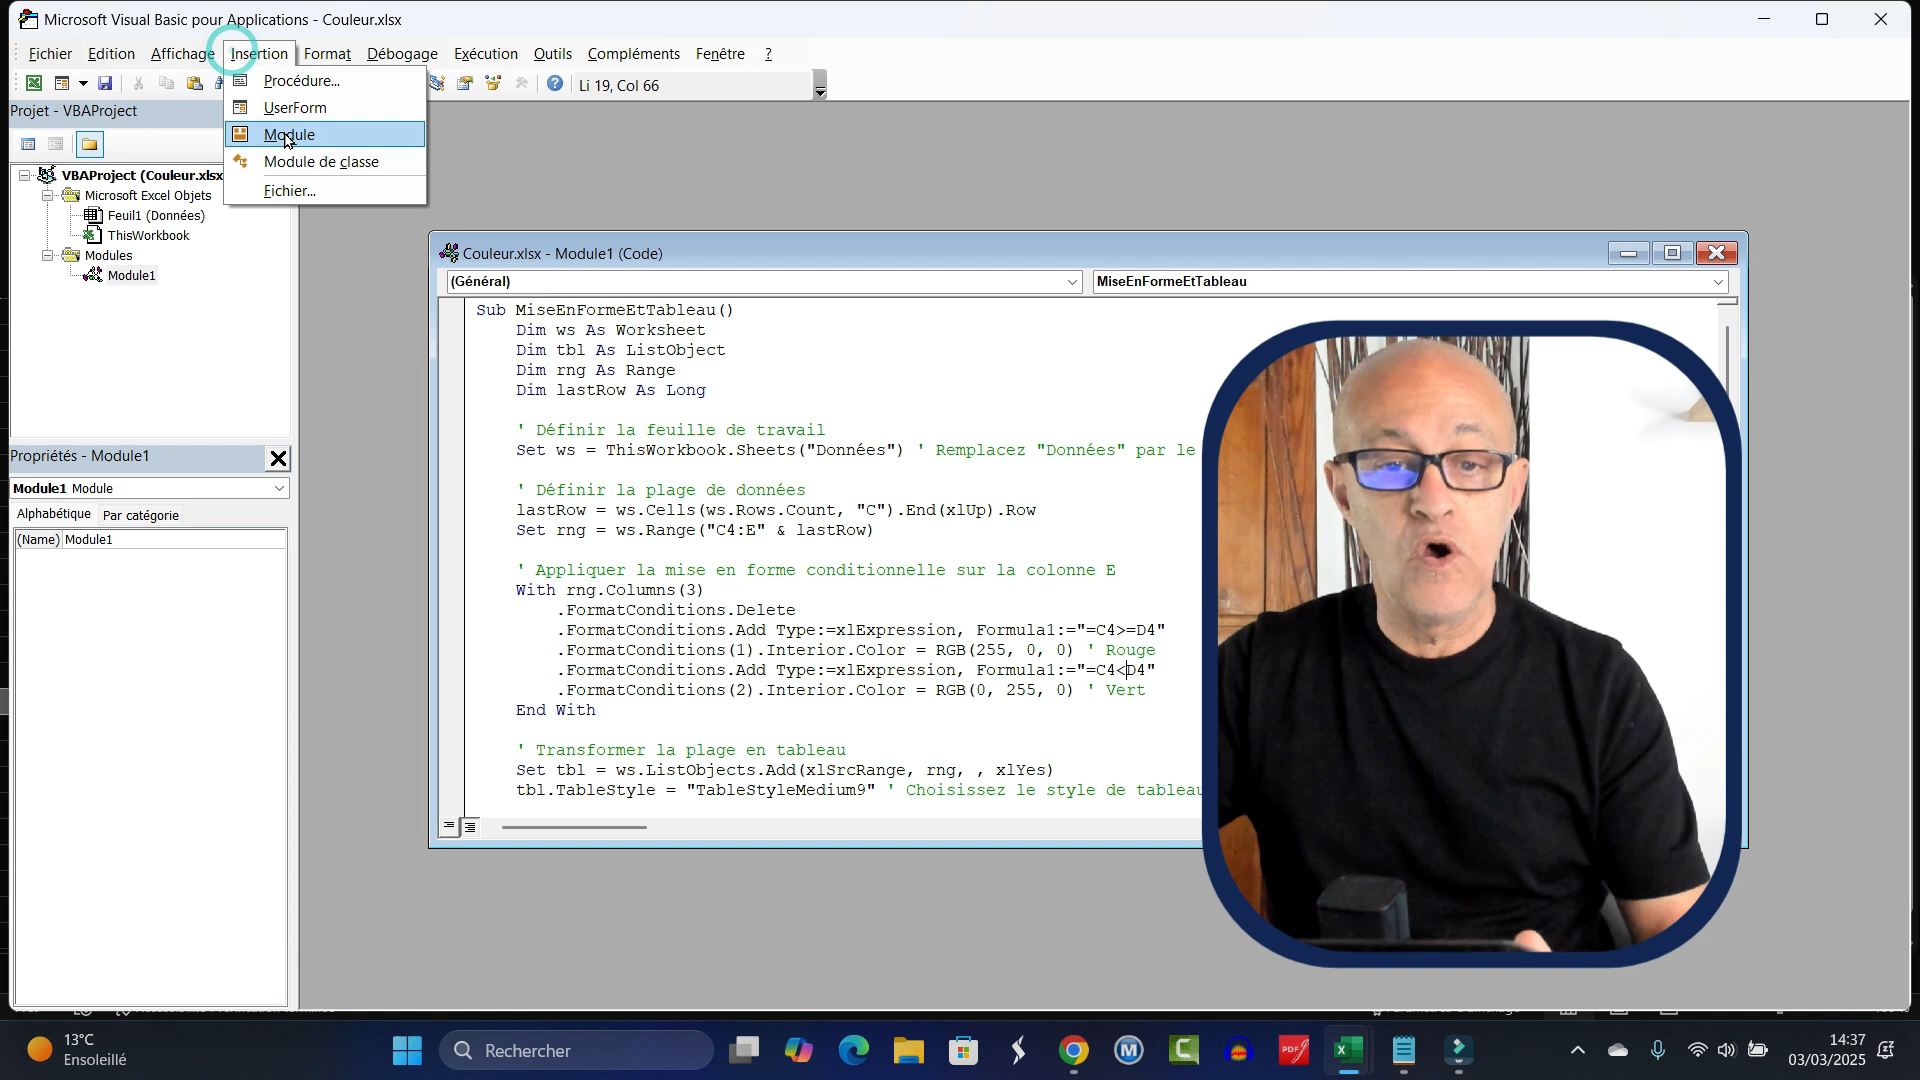 Microsoft Visual Basic pour Applications - Couleur.xlsx
Fichier Edition Affichage Insertion Format Débogage Exécution Outils Compléments Fenêtre ?
Procédure...
UserForm
Module
Module de classe
Fichier...
Li 19, Col 66
Projet - VBAProject
VBAProject (Couleur.xlsx
Microsoft Excel Objets
Feuil1 (Données)
ThisWorkbook
Modules
Module1
Propriétés - Module1
Module1 Module
Alphabétique Par catégorie
(Name) Module1
Couleur.xlsx - Module1 (Code)
(Général) MiseEnFormeEtTableau
Sub MiseEnFormeEtTableau()
Dim ws As Worksheet
Dim tbl As ListObject
Dim rng As Range
Dim lastRow As Long
' Définir la feuille de travail
Set ws = ThisWorkbook.Sheets("Données") ' Remplacez "Données" par le
' Définir la plage de données
lastRow = ws.Cells(ws.Rows.Count, "C").End(xlUp).Row
Set rng = ws.Range("C4:E" & lastRow)
' Appliquer la mise en forme conditionnelle sur la colonne E
With rng.Columns(3)
.FormatConditions.Delete
.FormatConditions.Add Type:=xlExpression, Formula1:="=C4>=D4"
.FormatConditions(1).Interior.Color = RGB(255, 0, 0) ' Rouge
.FormatConditions.Add Type:=xlExpression, Formula1:="=C4<D4"
.FormatConditions(2).Interior.Color = RGB(0, 255, 0) ' Vert
End With
' Transformer la plage en tableau
Set tbl = ws.ListObjects.Add(xlSrcRange, rng, , xlYes)
tbl.TableStyle = "TableStyleMedium9" ' Choisissez le style de tableau
13°C
Ensoleillé
Rechercher
PDF
14:37
03/03/2025